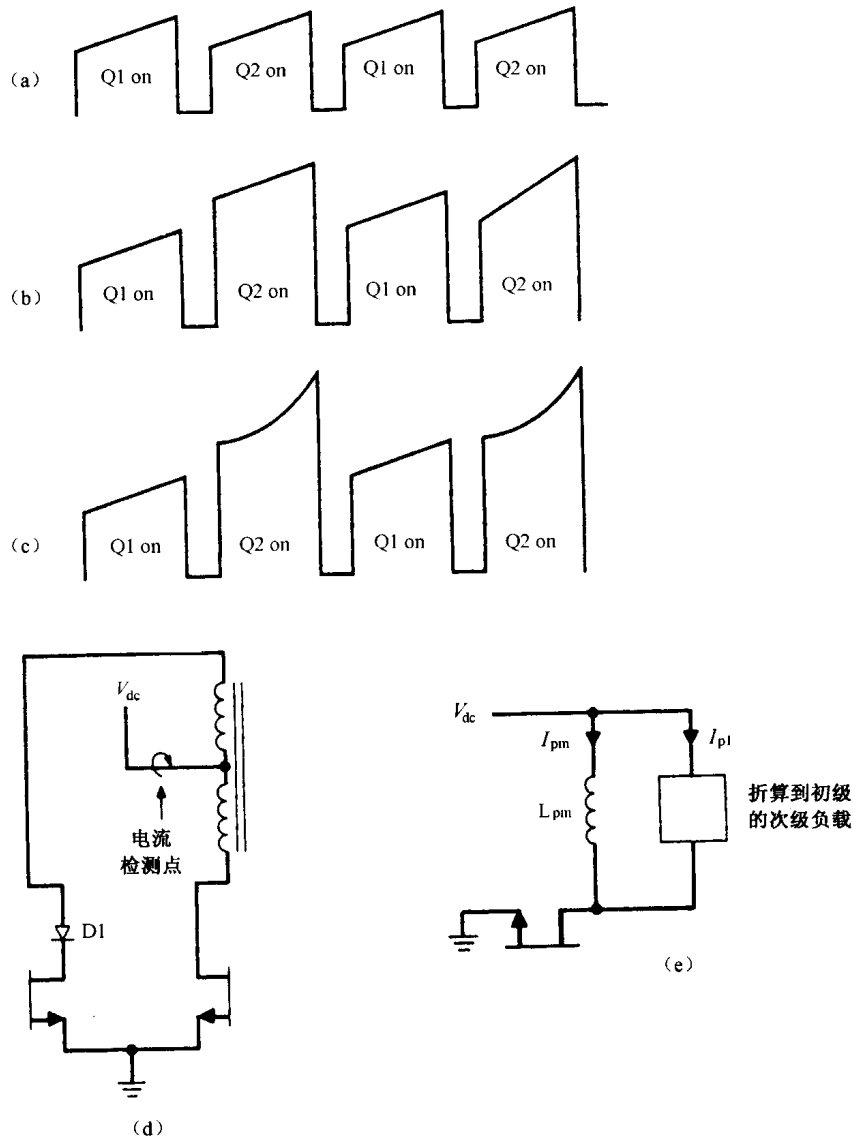 (a)
Q1 on
Q2 on
Q1 on
Q2 on
(b)
Q1 on
Q2 on
Q1 on
Q2 on
(c)
Q1 on
Q2 on
Q1 on
Q2 on
Vdc
电流
检测点
D1
(d)
Vdc
Ipm
Ipl
Lpm
折算到初级
的次级负载
(e)